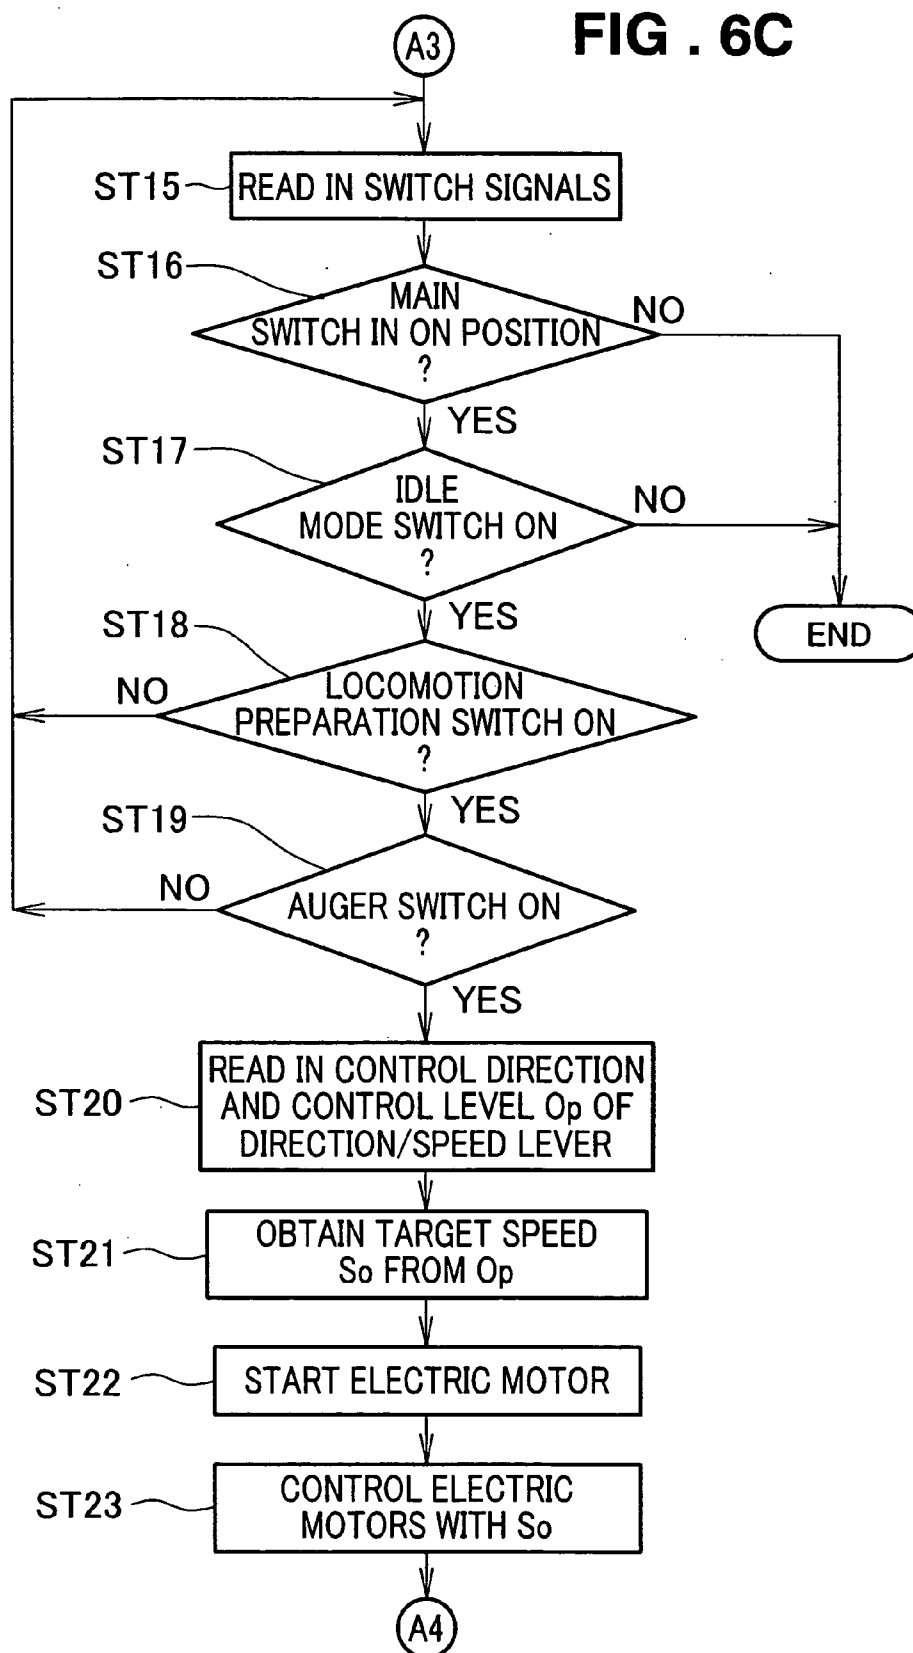 FIG . 6C
A3
ST15
READ IN SWITCH SIGNALS
ST16
MAIN
SWITCH IN ON POSITION
?
NO
YES
ST17
IDLE
MODE SWITCH ON
?
NO
YES
END
ST18
LOCOMOTION
PREPARATION SWITCH ON
?
NO
YES
ST19
AUGER SWITCH ON
?
NO
YES
ST20
READ IN CONTROL DIRECTION
AND CONTROL LEVEL Op OF
DIRECTION/SPEED LEVER
ST21
OBTAIN TARGET SPEED
So FROM Op
ST22
START ELECTRIC MOTOR
ST23
CONTROL ELECTRIC
MOTORS WITH So
A4